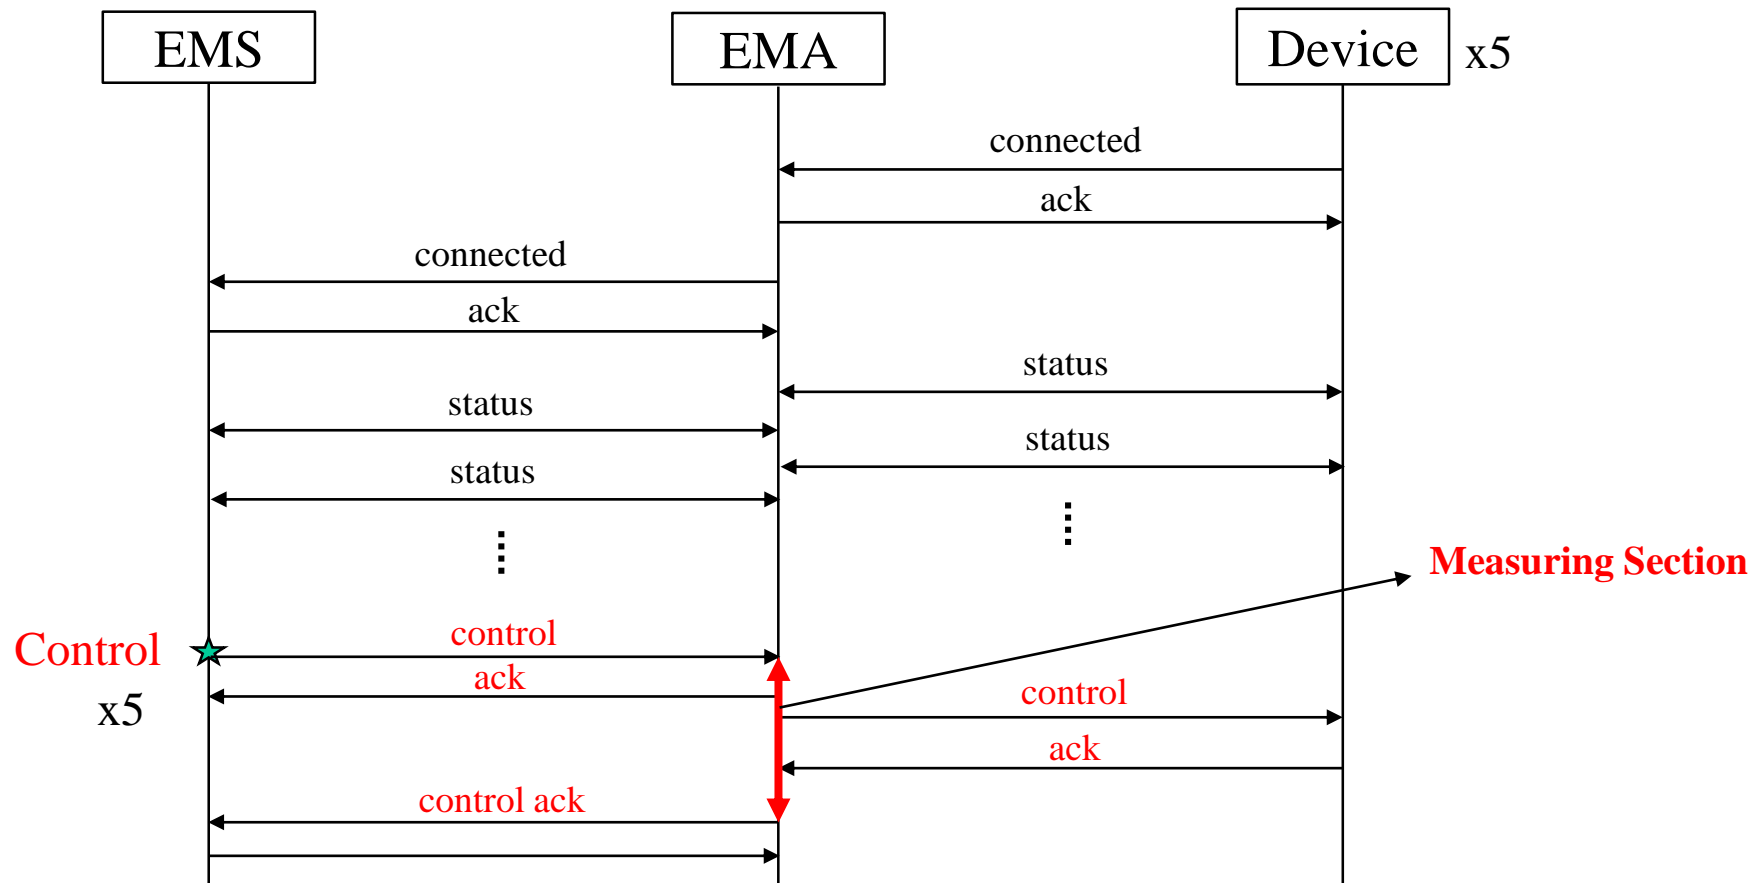 EMS
EMA
Device x5
connected
ack
connected
ack
status
status
status
status
Measuring Section
Control
control
ack
x5
control
ack
control ack